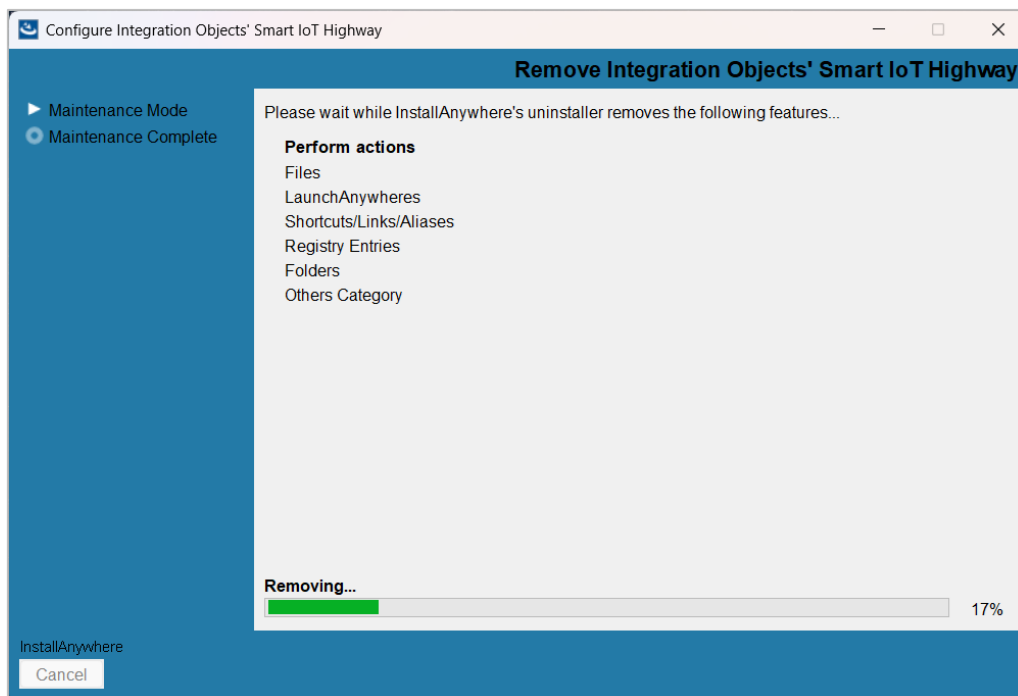 Configure Integration Objects' Smart IoT Highway
Remove Integration Objects' Smart IoT Highway
Maintenance Mode
Maintenance Complete
Please wait while InstallAnywhere's uninstaller removes the following features...
Perform actions
Files
LaunchAnywheres
Shortcuts/Links/Aliases
Registry Entries
Folders
Others Category
Removing...
17%
InstallAnywhere
Cancel